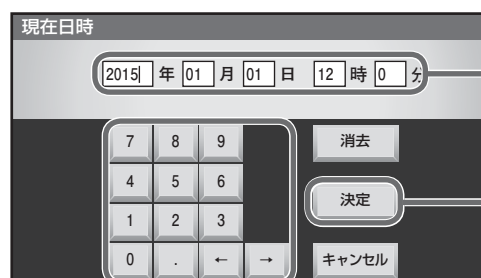 現在日時
2015 年 01 月 01 日 12 時 0 分
7 8 9 消去
4 5 6 決定
1 2 3
0 . ← → キャンセル